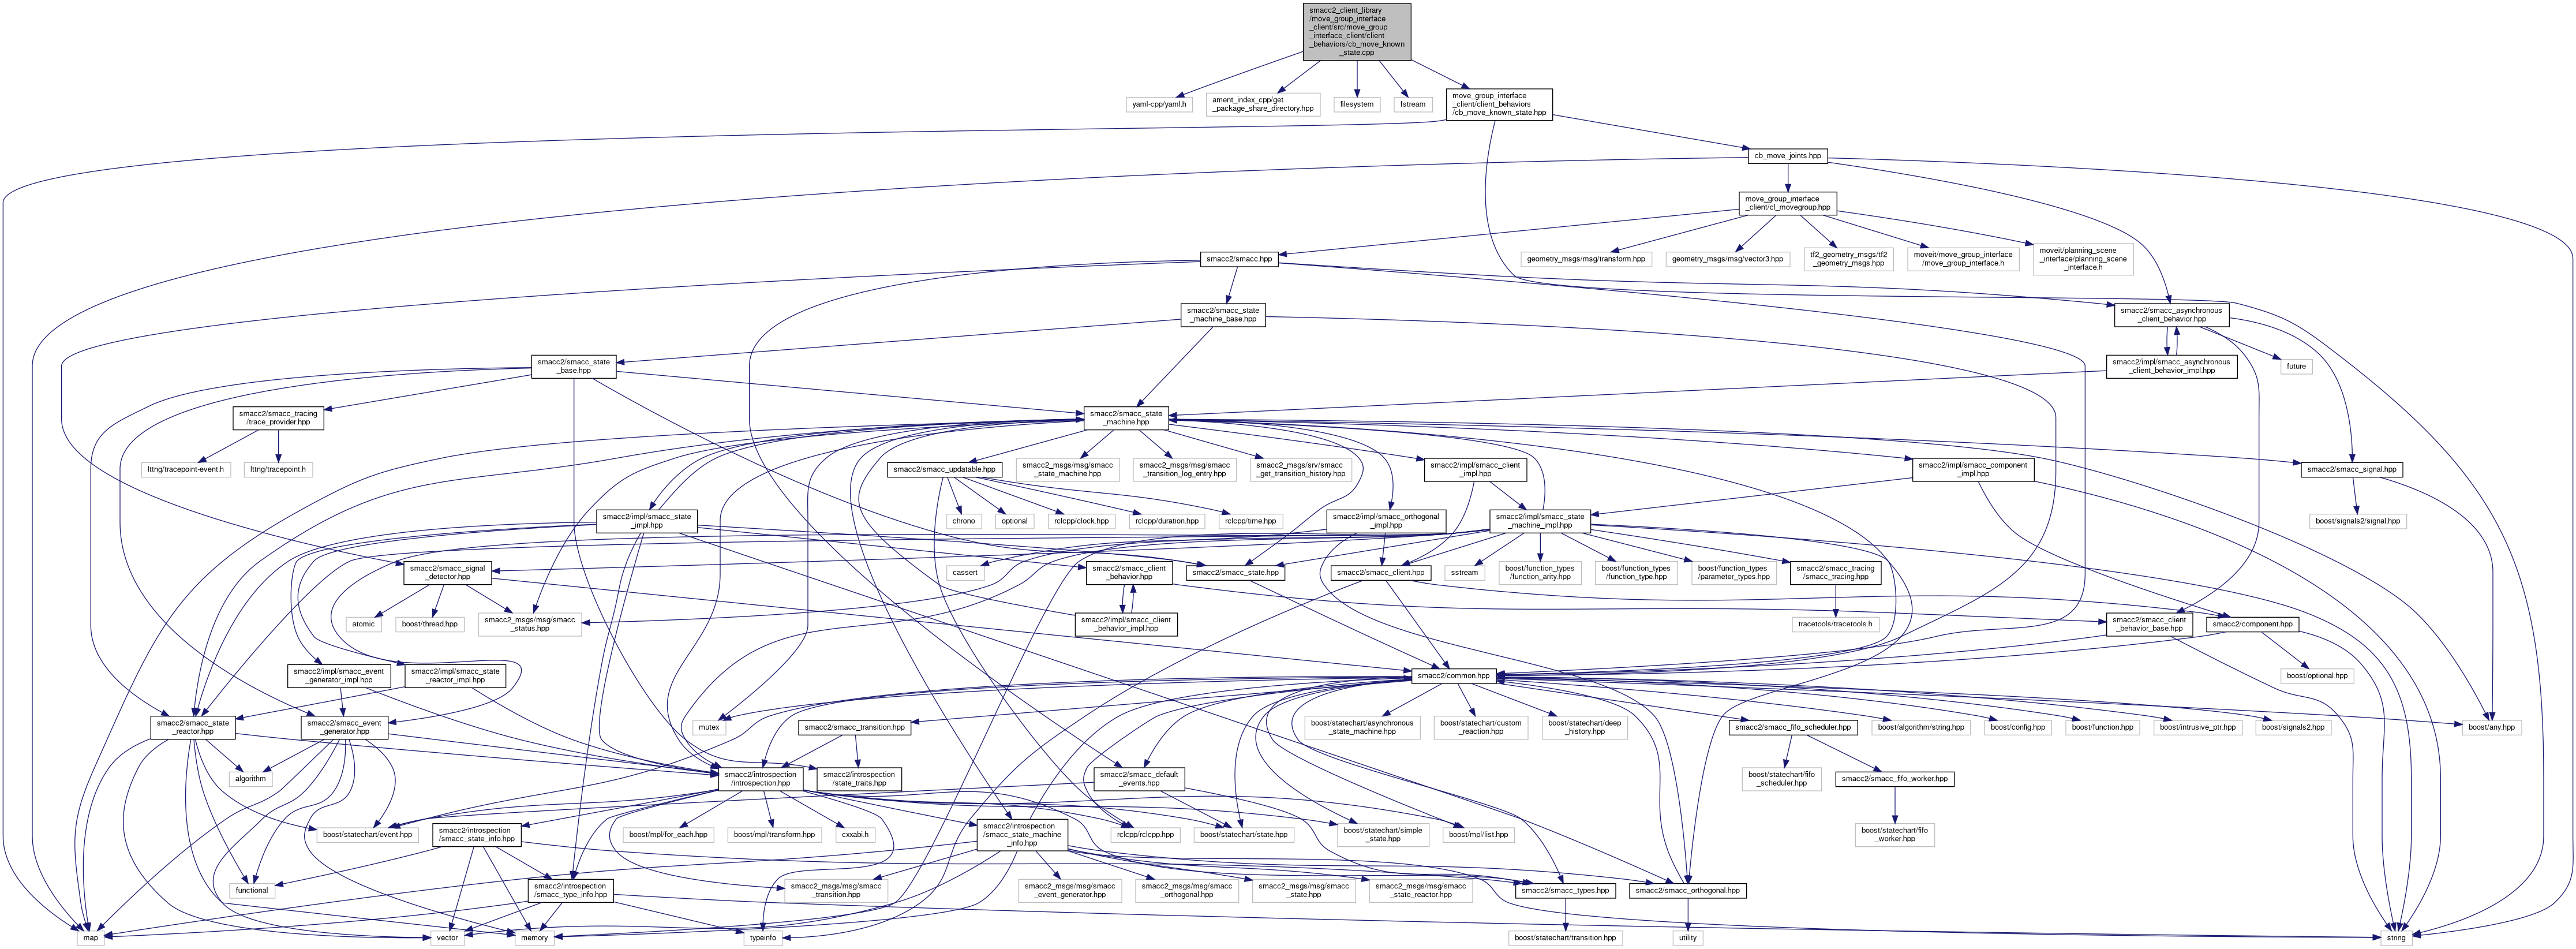 smacc2_client_library
/move_group_interface
_client/src/move_group
_interface_client/client
_behaviors/cb_move_known
_state.cpp
yaml-cpp/yaml.h
ament_index_cpp/get
_package_share_directory.hpp
filesystem
fstream
move_group_interface
_client/client_behaviors
/cb_move_known_state.hpp
cb_move_joints.hpp
move_group_interface
_client/cl_movegroup.hpp
smacc2/smacc.hpp
geometry_msgs/msg/transform.hpp
geometry_msgs/msg/vector3.hpp
tf2_geometry_msgs/tf2
_geometry_msgs.hpp
moveit/move_group_interface
/move_group_interface.h
moveit/planning_scene
_interface/planning_scene
_interface.h
smacc2/smacc_state
_machine_base.hpp
smacc2/smacc_asynchronous
_client_behavior.hpp
smacc2/smacc_state
_base.hpp
smacc2/impl/smacc_asynchronous
_client_behavior_impl.hpp
future
smacc2/smacc_tracing
/trace_provider.hpp
smacc2/smacc_state
_machine.hpp
lttng/tracepoint-event.h
lttng/tracepoint.h
smacc2/smacc_updatable.hpp
smacc2_msgs/msg/smacc
_state_machine.hpp
smacc2_msgs/msg/smacc
_transition_log_entry.hpp
smacc2_msgs/srv/smacc
_get_transition_history.hpp
smacc2/impl/smacc_client
_impl.hpp
smacc2/impl/smacc_component
_impl.hpp
smacc2/smacc_signal.hpp
smacc2/impl/smacc_state
_impl.hpp
chrono
optional
rclcpp/clock.hpp
rclcpp/duration.hpp
rclcpp/time.hpp
smacc2/impl/smacc_orthogonal
_impl.hpp
smacc2/impl/smacc_state
_machine_impl.hpp
boost/signals2/signal.hpp
smacc2/smacc_signal
_detector.hpp
cassert
smacc2/smacc_client
_behavior.hpp
smacc2/smacc_state.hpp
smacc2/smacc_client.hpp
sstream
boost/function_types
/function_arity.hpp
boost/function_types
/function_type.hpp
boost/function_types
/parameter_types.hpp
smacc2/smacc_tracing
/smacc_tracing.hpp
atomic
boost/thread.hpp
smacc2_msgs/msg/smacc
_status.hpp
smacc2/impl/smacc_client
_behavior_impl.hpp
tracetools/tracetools.h
smacc2/smacc_client
_behavior_base.hpp
smacc2/component.hpp
smacc2/impl/smacc_event
_generator_impl.hpp
smacc2/impl/smacc_state
_reactor_impl.hpp
smacc2/common.hpp
boost/optional.hpp
smacc2/smacc_state
_reactor.hpp
smacc2/smacc_event
_generator.hpp
mutex
smacc2/smacc_transition.hpp
boost/statechart/asynchronous
_state_machine.hpp
boost/statechart/custom
_reaction.hpp
boost/statechart/deep
_history.hpp
smacc2/smacc_fifo_scheduler.hpp
boost/algorithm/string.hpp
boost/config.hpp
boost/function.hpp
boost/intrusive_ptr.hpp
boost/signals2.hpp
boost/any.hpp
algorithm
smacc2/introspection
/introspection.hpp
smacc2/introspection
/state_traits.hpp
smacc2/smacc_default
_events.hpp
boost/statechart/fifo
_scheduler.hpp
smacc2/smacc_fifo_worker.hpp
boost/statechart/event.hpp
smacc2/introspection
/smacc_state_info.hpp
boost/mpl/for_each.hpp
boost/mpl/transform.hpp
cxxabi.h
smacc2/introspection
/smacc_state_machine
_info.hpp
rclcpp/rclcpp.hpp
boost/statechart/state.hpp
boost/statechart/simple
_state.hpp
boost/mpl/list.hpp
boost/statechart/fifo
_worker.hpp
functional
smacc2/introspection
/smacc_type_info.hpp
smacc2_msgs/msg/smacc
_transition.hpp
smacc2_msgs/msg/smacc
_event_generator.hpp
smacc2_msgs/msg/smacc
_orthogonal.hpp
smacc2_msgs/msg/smacc
_state.hpp
smacc2_msgs/msg/smacc
_state_reactor.hpp
smacc2/smacc_types.hpp
smacc2/smacc_orthogonal.hpp
map
vector
memory
typeinfo
boost/statechart/transition.hpp
utility
string